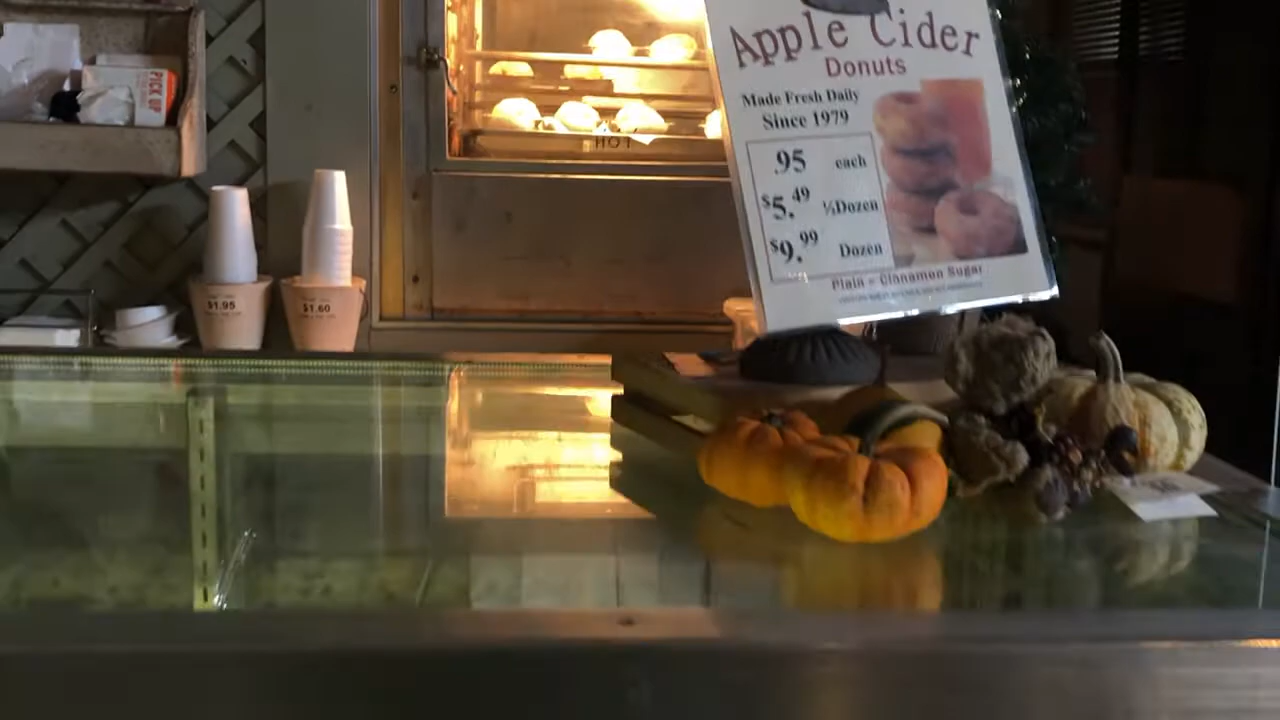 PICK UP
HOT
$1.95
$1.60
Apple Cider
Donuts
Made Fresh Daily
Since 1979
95 each
$5.49 ½Dozen
$9.99 Dozen
Plain - Cinnamon Sugar